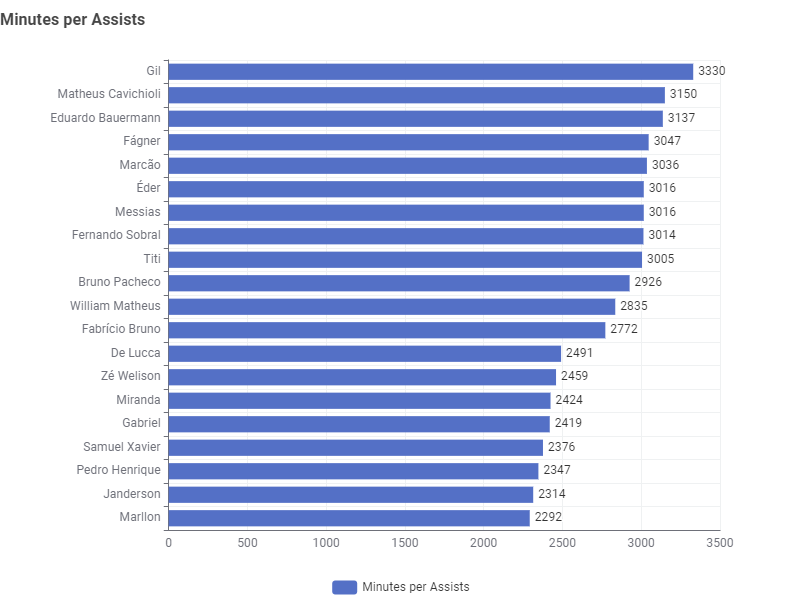 Minutes per Assists
Gil 3330
Matheus Cavichioli 3150
Eduardo Bauermann 3137
Fágner 3047
Marcão 3036
Éder 3016
Messias 3016
Fernando Sobral 3014
Titi 3005
Bruno Pacheco 2926
William Matheus 2835
Fabrício Bruno 2772
De Lucca 2491
Zé Welison 2459
Miranda 2424
Gabriel 2419
Samuel Xavier 2376
Pedro Henrique 2347
Janderson 2314
Marllon 2292
0 500 1000 1500 2000 2500 3000 3500
Minutes per Assists